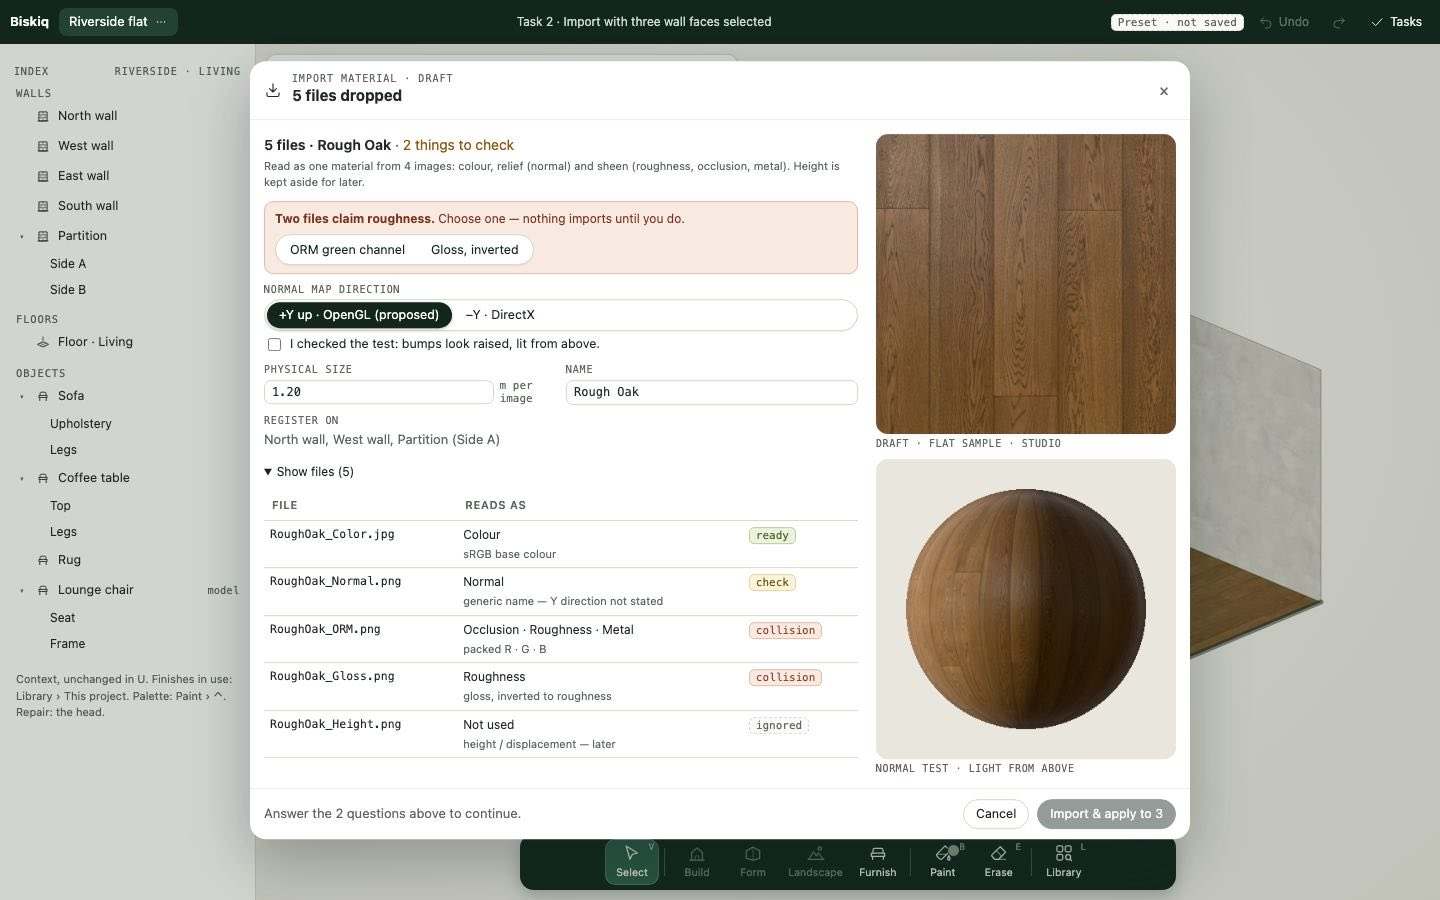 Biskiq
Riverside flat ···
Task 2 · Import with three wall faces selected
Preset · not saved
Undo
Tasks
INDEX
RIVERSIDE · LIVING
WALLS
North wall
West wall
East wall
South wall
Partition
Side A
Side B
FLOORS
Floor · Living
OBJECTS
Sofa
Upholstery
Legs
Coffee table
Top
Legs
Rug
Lounge chair
model
Seat
Frame
Context, unchanged in U. Finishes in use:
Library › This project. Palette: Paint › ^.
Repair: the head.
IMPORT MATERIAL · DRAFT
5 files dropped
×
5 files · Rough Oak · 2 things to check
Read as one material from 4 images: colour, relief (normal) and sheen (roughness, occlusion, metal). Height is
kept aside for later.
Two files claim roughness. Choose one — nothing imports until you do.
ORM green channel
Gloss, inverted
NORMAL MAP DIRECTION
+Y up · OpenGL (proposed)
−Y · DirectX
I checked the test: bumps look raised, lit from above.
PHYSICAL SIZE
1.20
m per
image
NAME
Rough Oak
REGISTER ON
North wall, West wall, Partition (Side A)
▼ Show files (5)
FILE
READS AS
RoughOak_Color.jpg
Colour
sRGB base colour
ready
RoughOak_Normal.png
Normal
generic name — Y direction not stated
check
RoughOak_ORM.png
Occlusion · Roughness · Metal
packed R · G · B
collision
RoughOak_Gloss.png
Roughness
gloss, inverted to roughness
collision
RoughOak_Height.png
Not used
height / displacement — later
ignored
DRAFT · FLAT SAMPLE · STUDIO
NORMAL TEST · LIGHT FROM ABOVE
Answer the 2 questions above to continue.
Cancel
Import & apply to 3
Select
V
Build
Form
Landscape
Furnish
Paint
B
Erase
E
Library
L